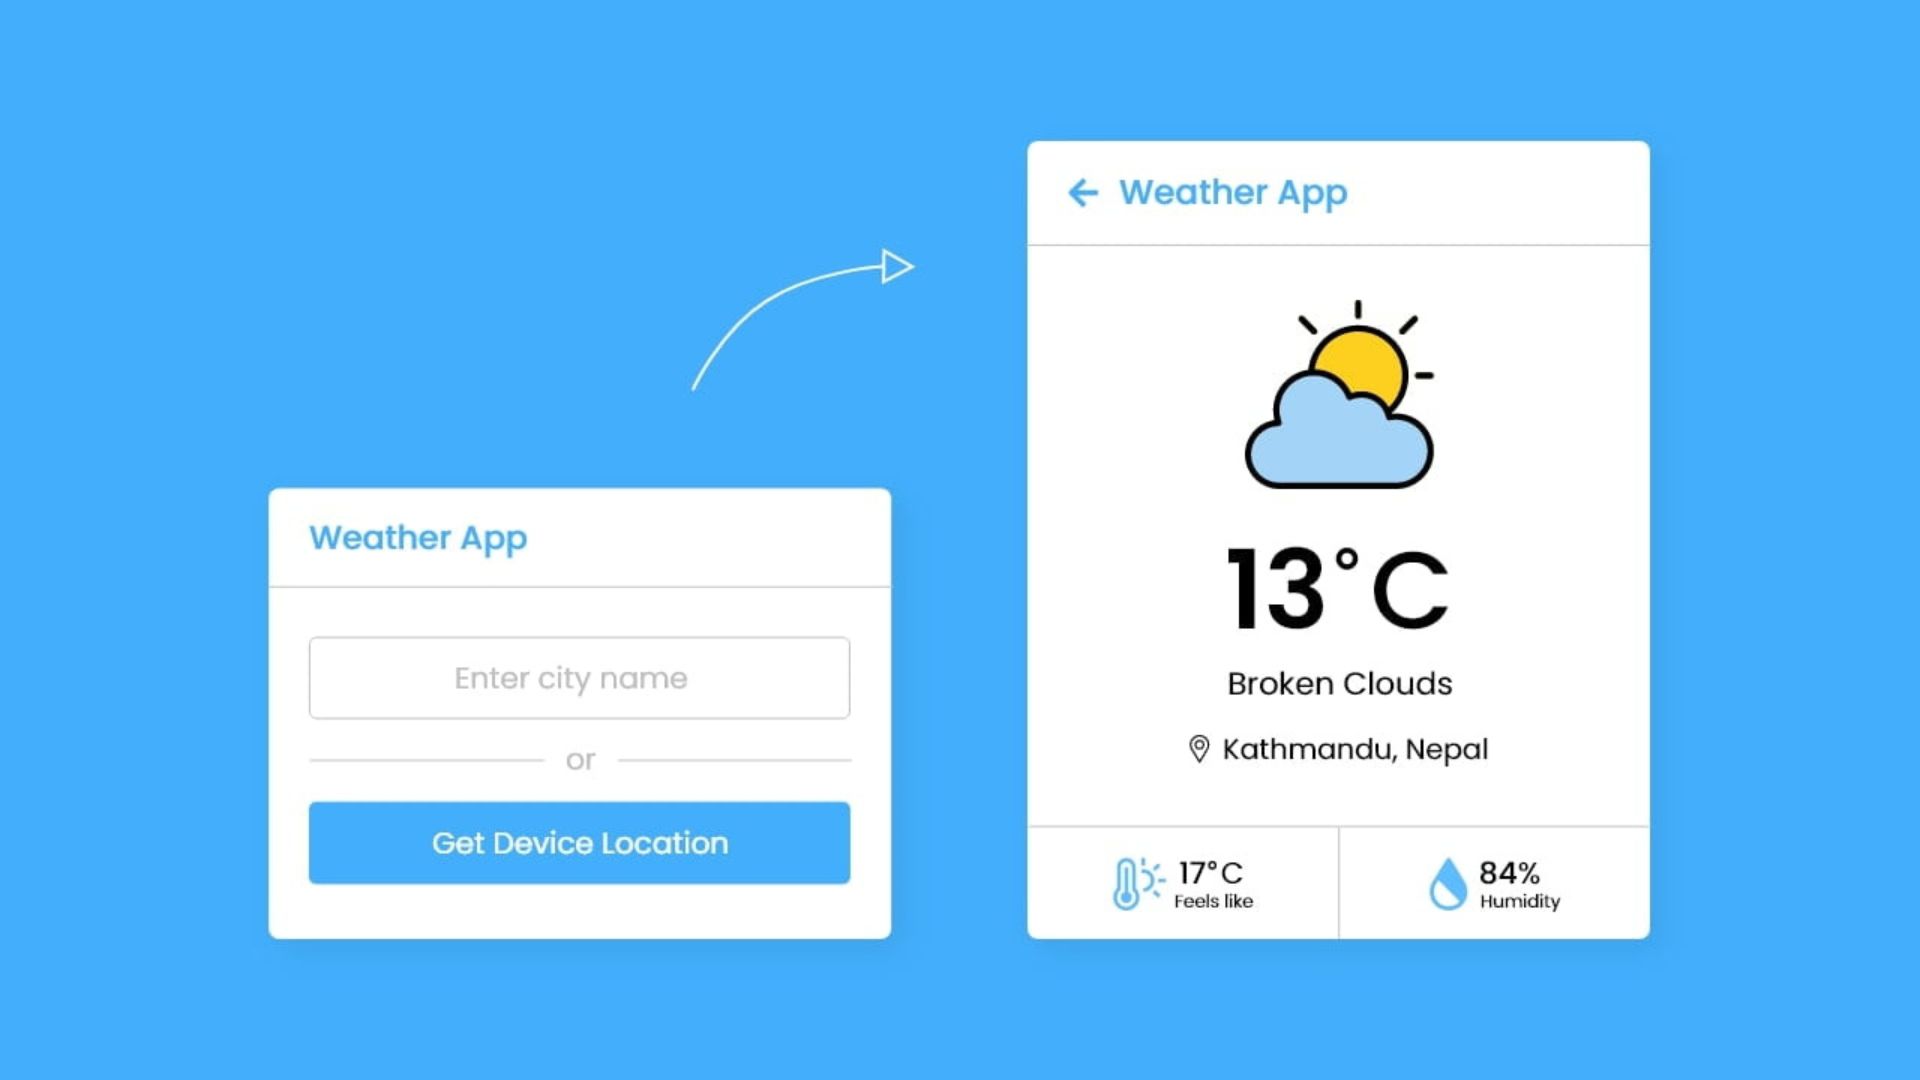 Weather App
Enter city name
or
Get Device Location
Weather App
13°C
Broken Clouds
Kathmandu, Nepal
17°C
Feels like
84%
Humidity